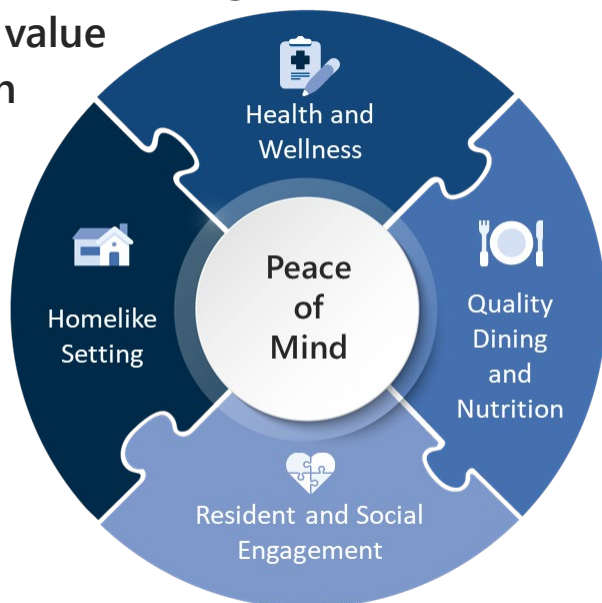 value
Health and
Wellness
Homelike
Setting
Peace
of
Mind
Quality
Dining
and
Nutrition
Resident and Social
Engagement